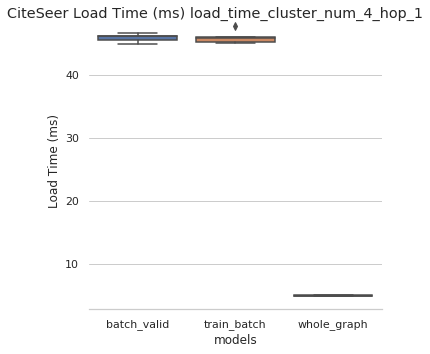 CiteSeer Load Time (ms) load_time_cluster_num_4_hop_1
40
30
20
10
Load Time (ms)
batch_valid train_batch whole_graph
models